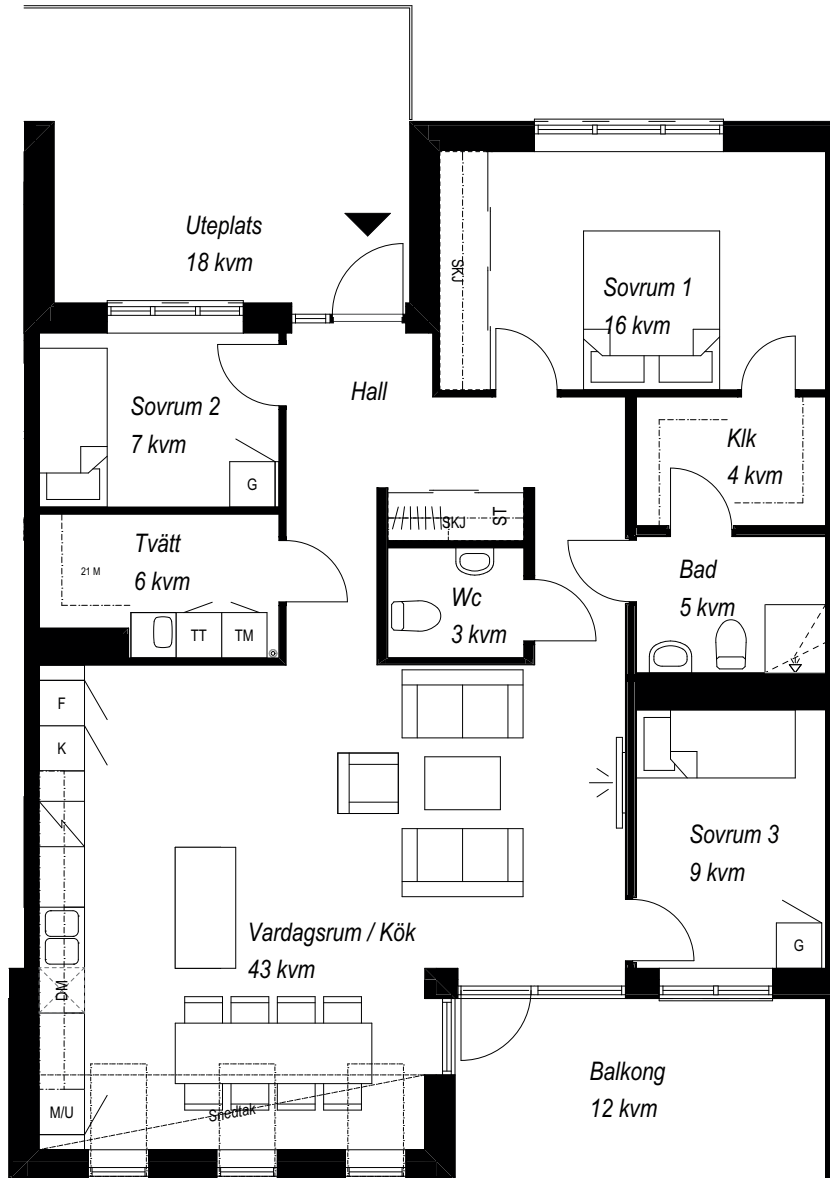 Uteplats
18 kvm
SKJ
Sovrum 1
16 kvm
Hall
Sovrum 2
7 kvm
G
Klk
4 kvm
SKJ
ST
Tvätt
6 kvm
21 M
TT
TM
Wc
3 kvm
Bad
5 kvm
F
K
Sovrum 3
9 kvm
G
Vardagsrum / Kök
43 kvm
DM
M/U
Snedtak
Balkong
12 kvm